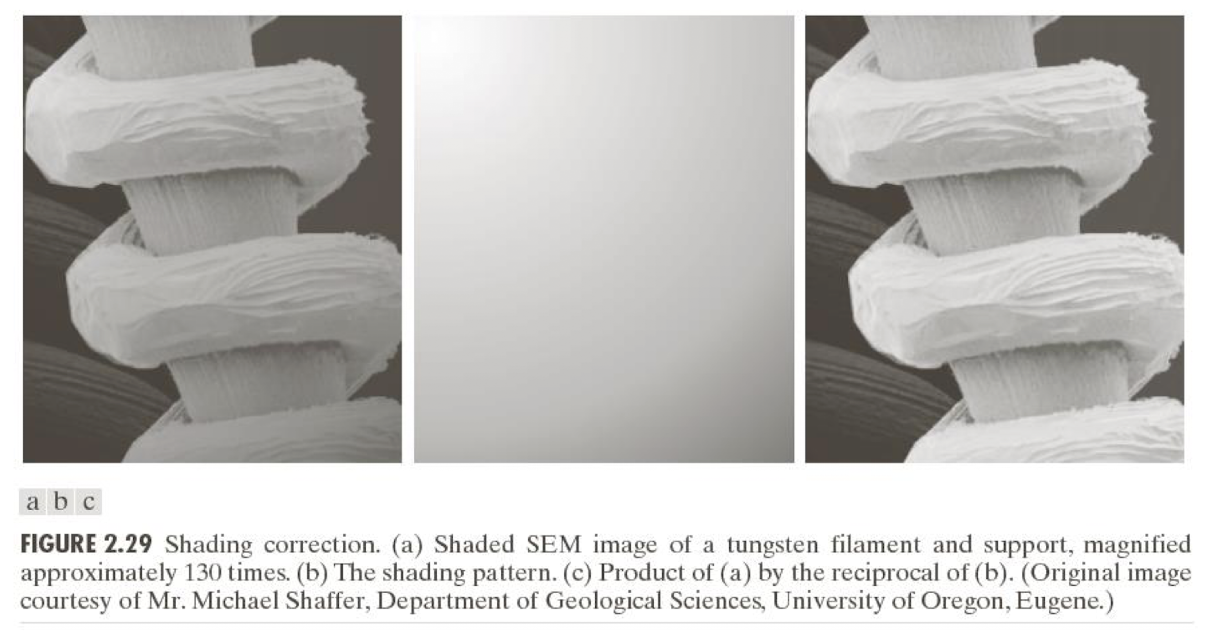 a b c
FIGURE 2.29 Shading correction. (a) Shaded SEM image of a tungsten filament and support, magnified
approximately 130 times. (b) The shading pattern. (c) Product of (a) by the reciprocal of (b). (Original image
courtesy of Mr. Michael Shaffer, Department of Geological Sciences, University of Oregon, Eugene.)